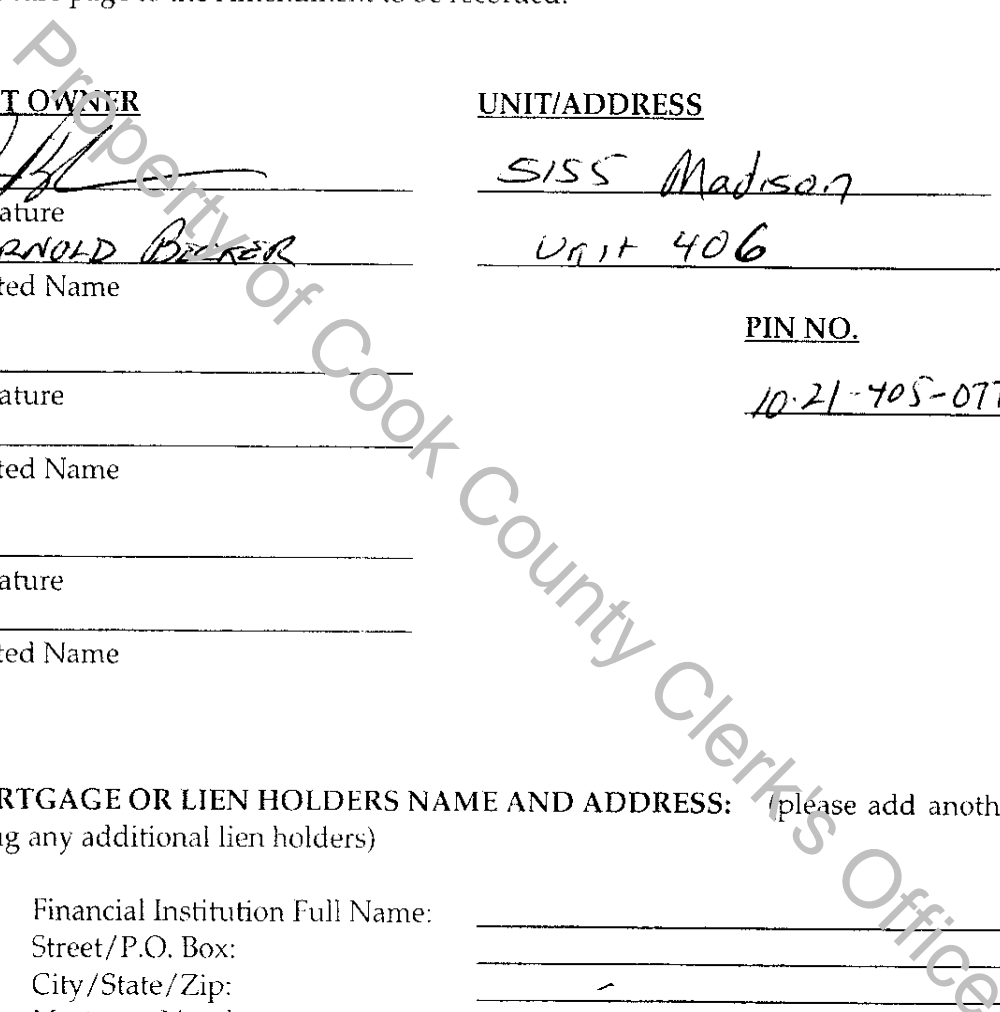 page to the Amendment to be recorded.
T OWNER
UNIT/ADDRESS
5155 Madison
ature
RNOLD BECKER
Unit 406
ted Name
PIN NO.
10-21-405-077
ature
ted Name
ature
ted Name
RTGAGE OR LIEN HOLDERS NAME AND ADDRESS: (please add anoth
ng any additional lien holders)
Financial Institution Full Name:
Street/P.O. Box:
City/State/Zip:
Property of Cook County Clerk's Office